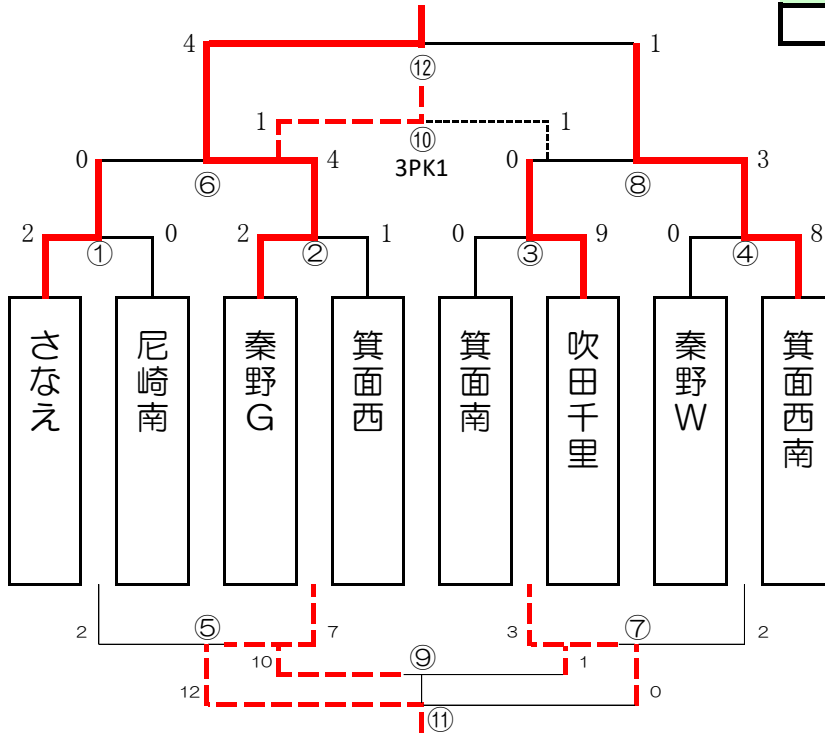 4 1
⑫
1 ⑩ 1
3PK1
0 ⑥ 4 0 ⑧ 3
2 ① 0 2 ② 1 0 ③ 9 0 ④ 8
さなえ
尼崎南
秦野G
箕面西
箕面南
吹田千里
秦野W
箕面西南
2 ⑤ 7 3 ⑦ 2
10 ⑨ 1
12 ⑪ 0